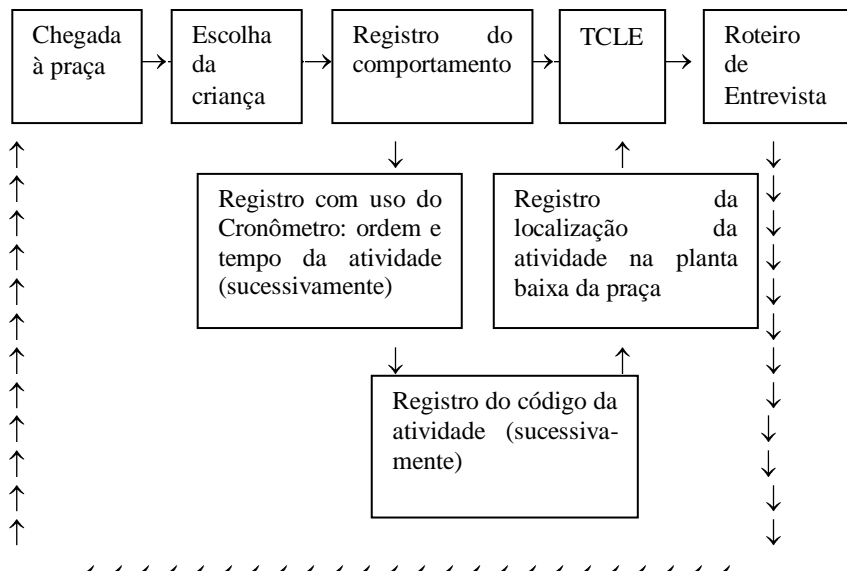 Chegada
à praça
Escolha
da
criança
Registro do
comportamento
TCLE
Roteiro
de
Entrevista
Registro com uso do
Cronômetro: ordem e
tempo da atividade
(sucessivamente)
Registro da
localização da
atividade na planta
baixa da praça
Registro do código da
atividade (sucessiva-
mente)